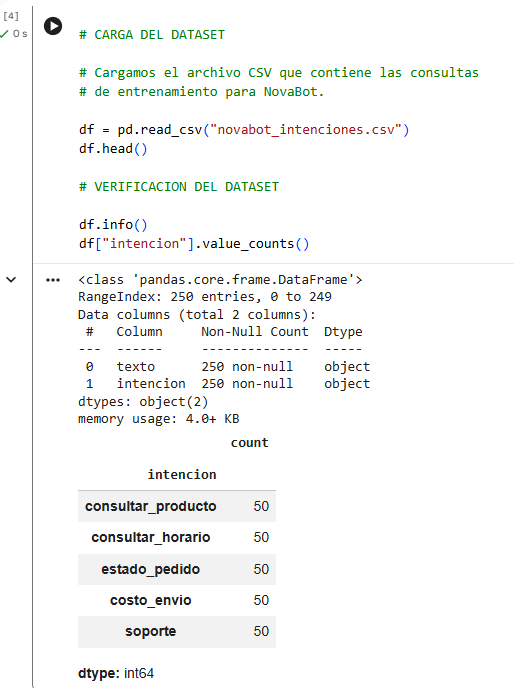 [4]
✓ 0 s
# CARGA DEL DATASET
# Cargamos el archivo CSV que contiene las consultas
# de entrenamiento para NovaBot.
df = pd.read_csv("novabot_intenciones.csv")
df.head()
# VERIFICACION DEL DATASET
df.info()
df["intencion"].value_counts()
<class 'pandas.core.frame.DataFrame'>
RangeIndex: 250 entries, 0 to 249
Data columns (total 2 columns):
 #   Column     Non-Null Count  Dtype
---  ------     --------------  -----
 0   texto      250 non-null    object
 1   intencion  250 non-null    object
dtypes: object(2)
memory usage: 4.0+ KB
count
intencion
consultar_producto 50
consultar_horario 50
estado_pedido 50
costo_envio 50
soporte 50
dtype: int64